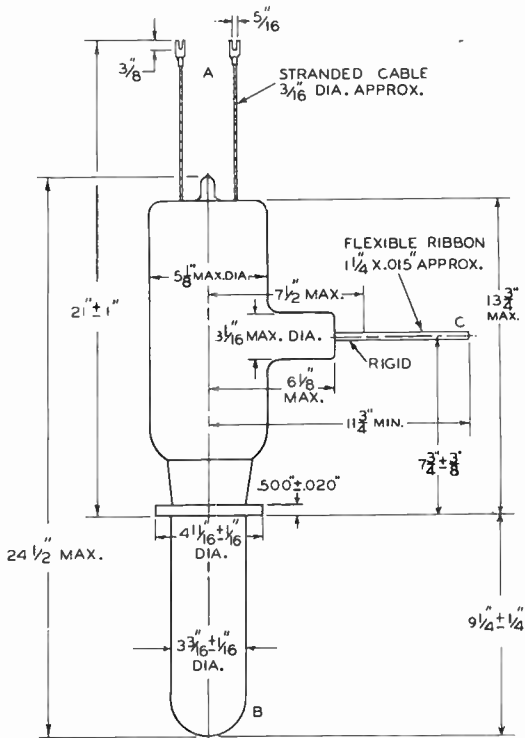 5/16"
3/8"
A
STRANDED CABLE
3/16" DIA. APPROX.
FLEXIBLE RIBBON
1 1/4" X .015" APPROX.
5 1/8" MAX. DIA.
7 1/2" MAX.
13 3/4"
MAX.
21" ± 1"
C
3 1/16" MAX. DIA.
RIGID
6 1/8"
MAX.
11 3/4" MIN.
7 3/4" ± 3/8"
.500" ± .020"
4 11/16" ± 1/16"
DIA.
24 1/2" MAX.
9 1/4" ± 1/4"
3 3/16" ± 1/16"
DIA.
B